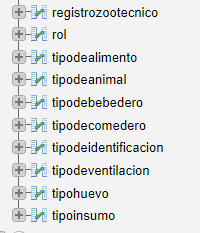 registrozootecnico
rol
tipodealimento
tipodeanimal
tipodebebedero
tipodecomedero
tipodeidentificacion
tipodeventilacion
tipohuevo
tipoinsumo